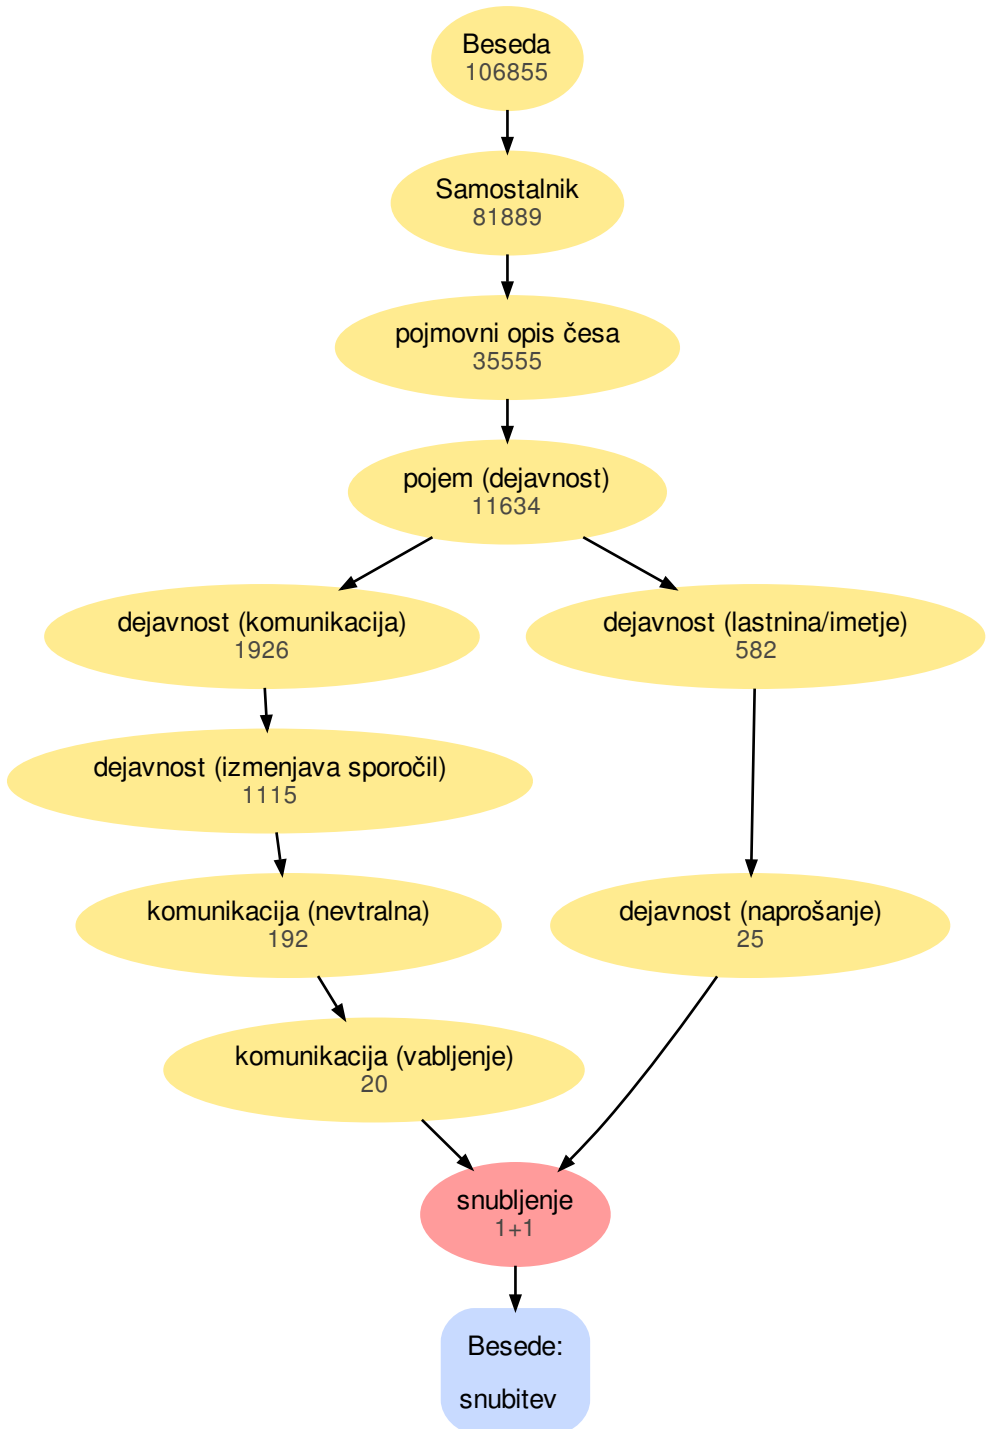 Beseda
106855
Samostalnik
81889
pojmovni opis česa
35555
pojem (dejavnost)
11634
dejavnost (komunikacija)
1926
dejavnost (lastnina/imetje)
582
dejavnost (izmenjava sporočil)
1115
komunikacija (nevtralna)
192
dejavnost (naprošanje)
25
komunikacija (vabljenje)
20
snubljenje
1+1
Besede:
snubitev